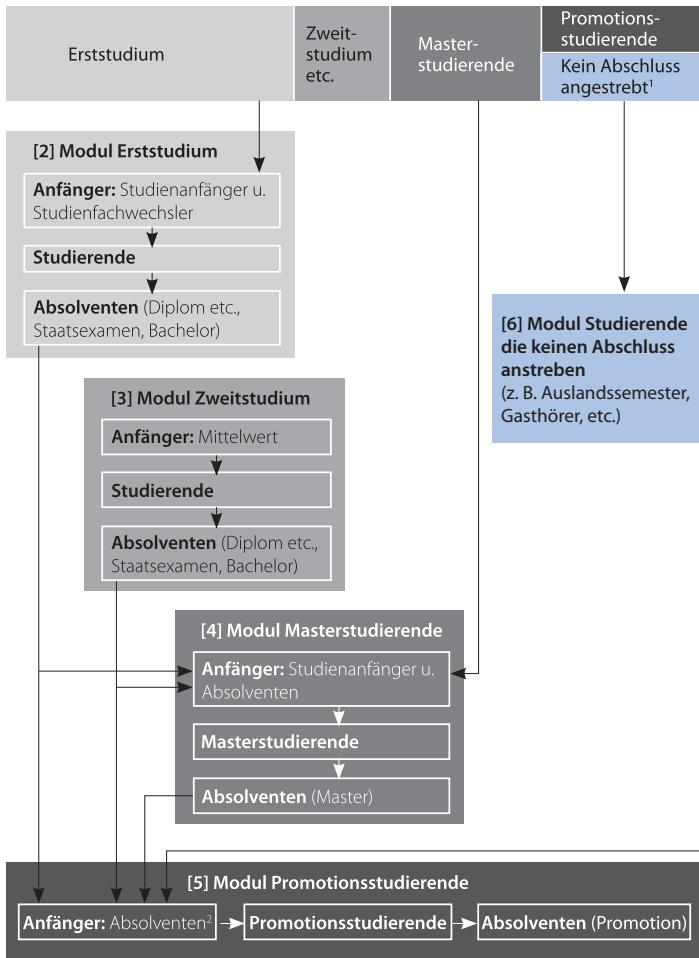 Erststudium
Zweit-
studium
etc.
Master-
studierende
Promotions-
studierende
Kein Abschluss
angestrebt¹
[2] Modul Erststudium
Anfänger: Studienanfänger u.
Studienfachwechsler
Studierende
Absolventen (Diplom etc.,
Staatsexamen, Bachelor)
[6] Modul Studierende
die keinen Abschluss
anstreben
(z. B. Auslandssemester,
Gasthörer, etc.)
[3] Modul Zweitstudium
Anfänger: Mittelwert
Studierende
Absolventen (Diplom etc.,
Staatsexamen, Bachelor)
[4] Modul Masterstudierende
Anfänger: Studienanfänger u.
Absolventen
Masterstudierende
Absolventen (Master)
[5] Modul Promotionsstudierende
Anfänger: Absolventen²
Promotionsstudierende
Absolventen (Promotion)